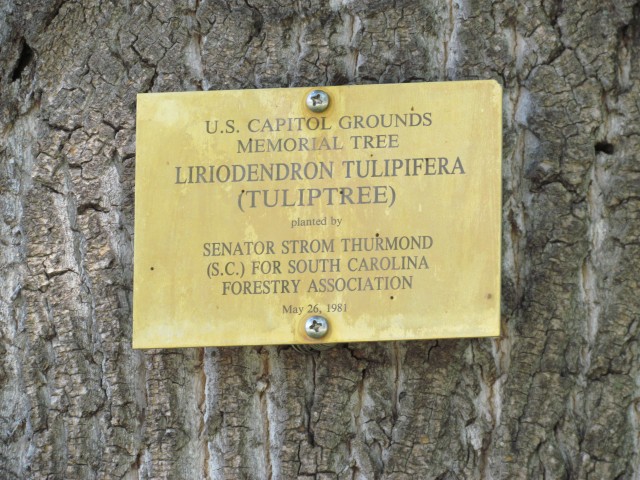 U.S. CAPITOL GROUNDS
MEMORIAL TREE
LIRIODENDRON TULIPIFERA
(TULIPTREE)
planted by
SENATOR STROM THURMOND
(S.C.) FOR SOUTH CAROLINA
FORESTRY ASSOCIATION
May 26, 1981